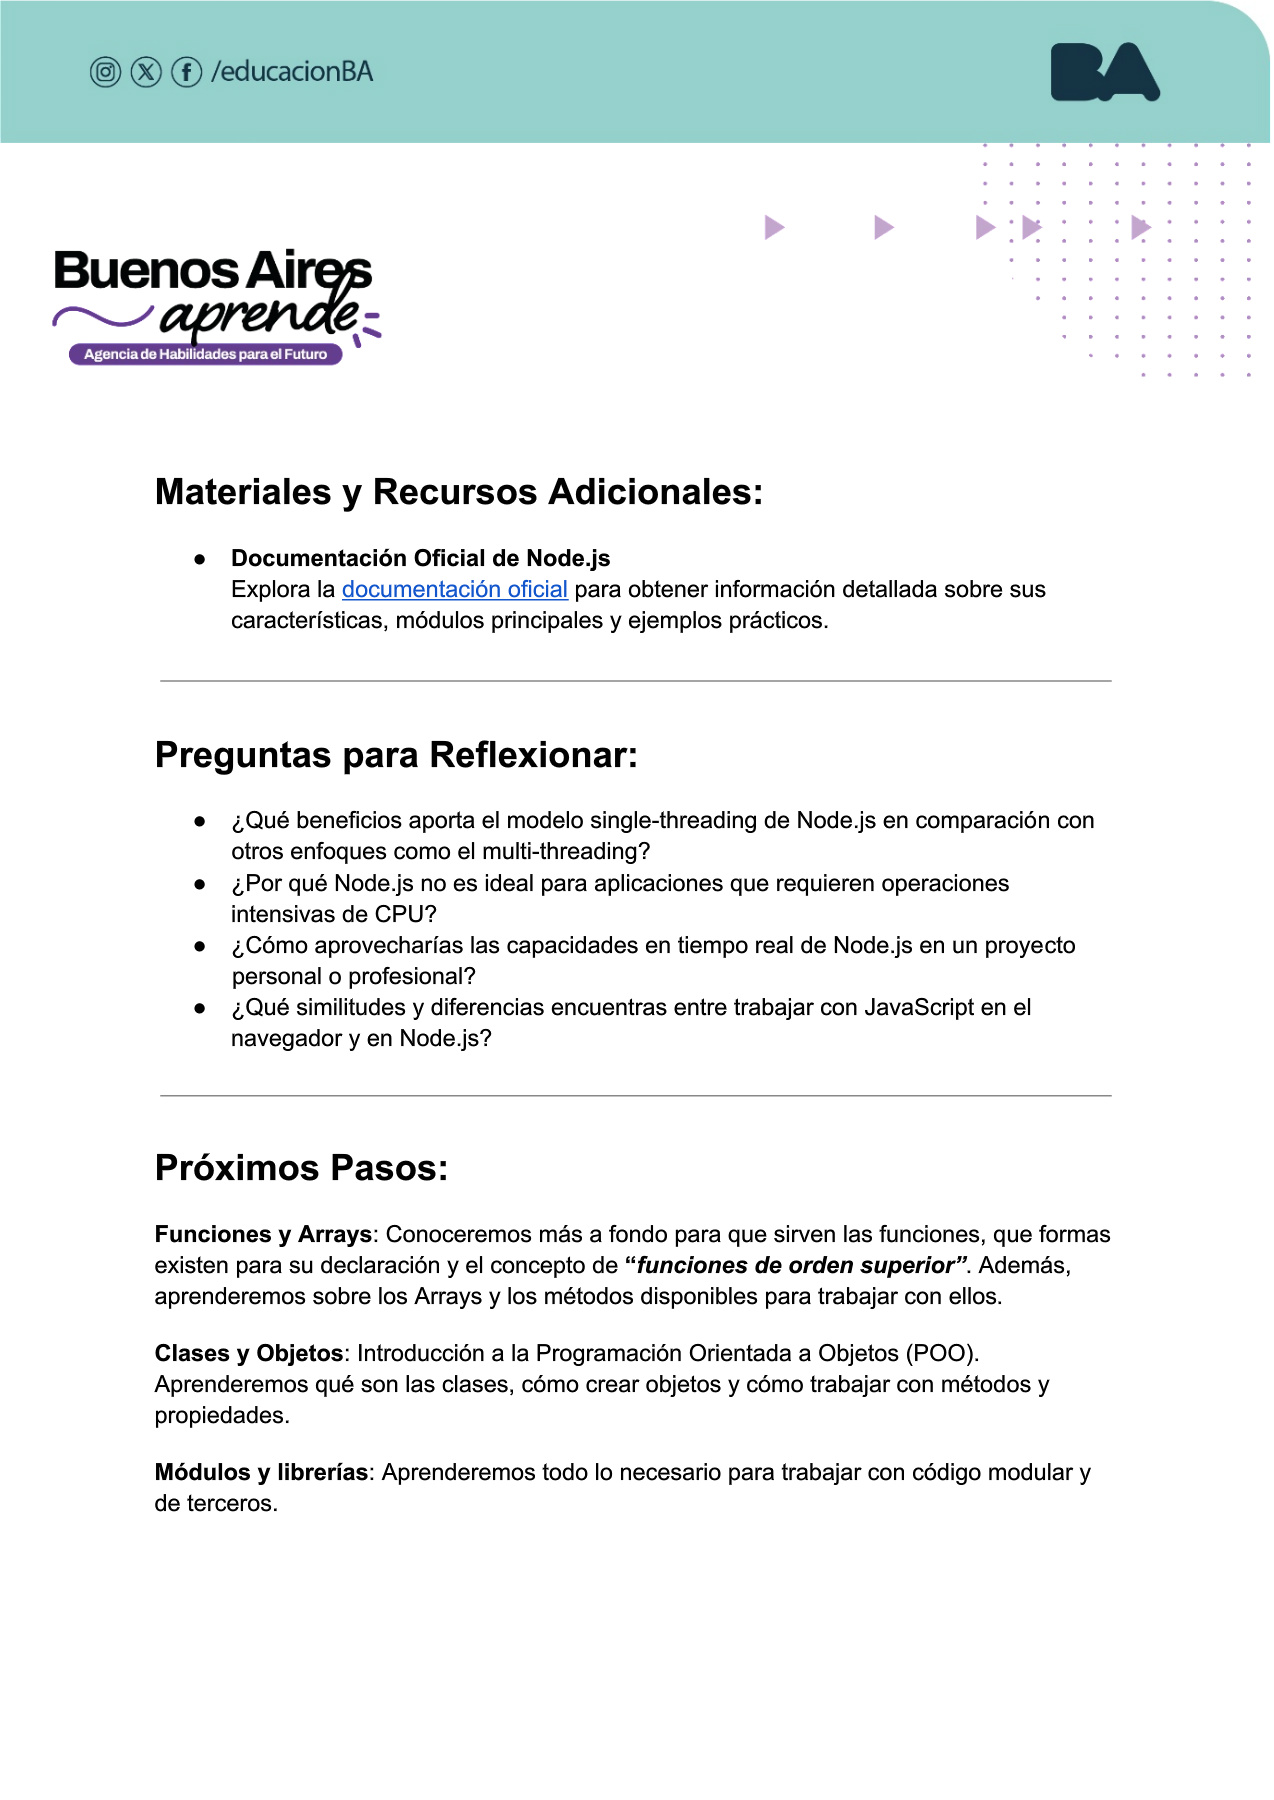 /educacionBA
BA
Buenos Aires
aprende
Agencia de Habilidades para el Futuro
Materiales y Recursos Adicionales:
● Documentación Oficial de Node.js
Explora la documentación oficial para obtener información detallada sobre sus
características, módulos principales y ejemplos prácticos.
Preguntas para Reflexionar:
● ¿Qué beneficios aporta el modelo single-threading de Node.js en comparación con
otros enfoques como el multi-threading?
● ¿Por qué Node.js no es ideal para aplicaciones que requieren operaciones
intensivas de CPU?
● ¿Cómo aprovecharías las capacidades en tiempo real de Node.js en un proyecto
personal o profesional?
● ¿Qué similitudes y diferencias encuentras entre trabajar con JavaScript en el
navegador y en Node.js?
Próximos Pasos:
Funciones y Arrays: Conoceremos más a fondo para que sirven las funciones, que formas
existen para su declaración y el concepto de “funciones de orden superior”. Además,
aprenderemos sobre los Arrays y los métodos disponibles para trabajar con ellos.
Clases y Objetos: Introducción a la Programación Orientada a Objetos (POO).
Aprenderemos qué son las clases, cómo crear objetos y cómo trabajar con métodos y
propiedades.
Módulos y librerías: Aprenderemos todo lo necesario para trabajar con código modular y
de terceros.